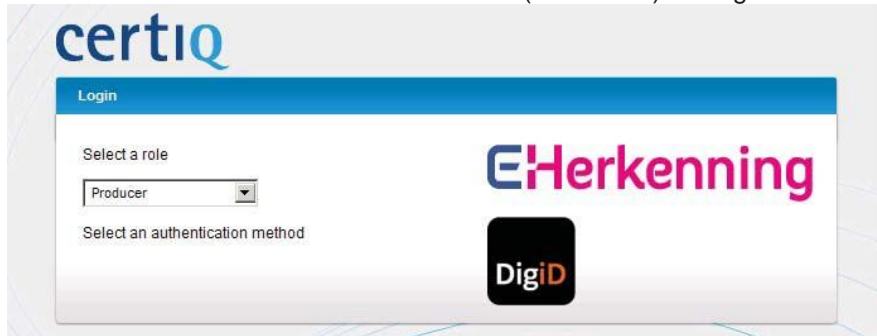 certiQ
Login
Select a role
EHerkenning
Producer
Select an authentication method
DigiD